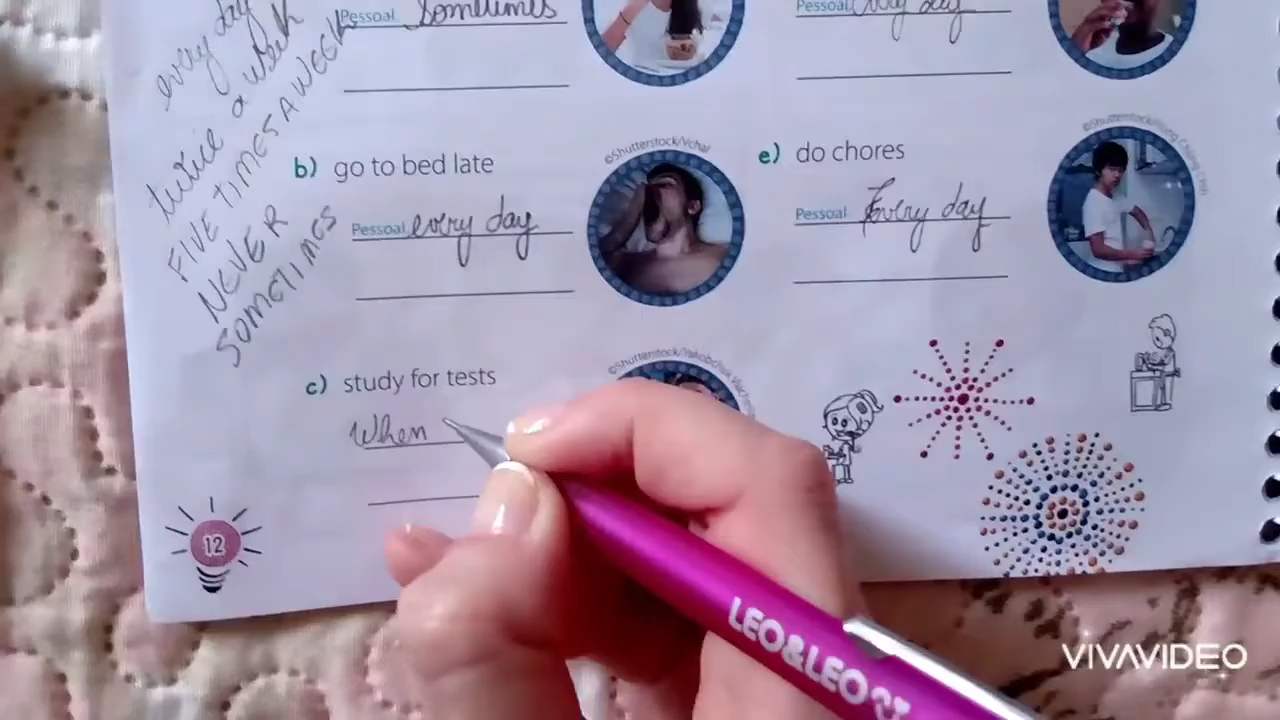 every day
twice a week
FIVE TIMES A WEEK
NEVER
SOMETIMES
Pessoal Sometimes
©Shutterstock/Vchal
b) go to bed late
Pessoal every day
c) study for tests
When
12
Pessoal every day
e) do chores
Pessoal Every day
LEO&LEO
VIVAVIDEO